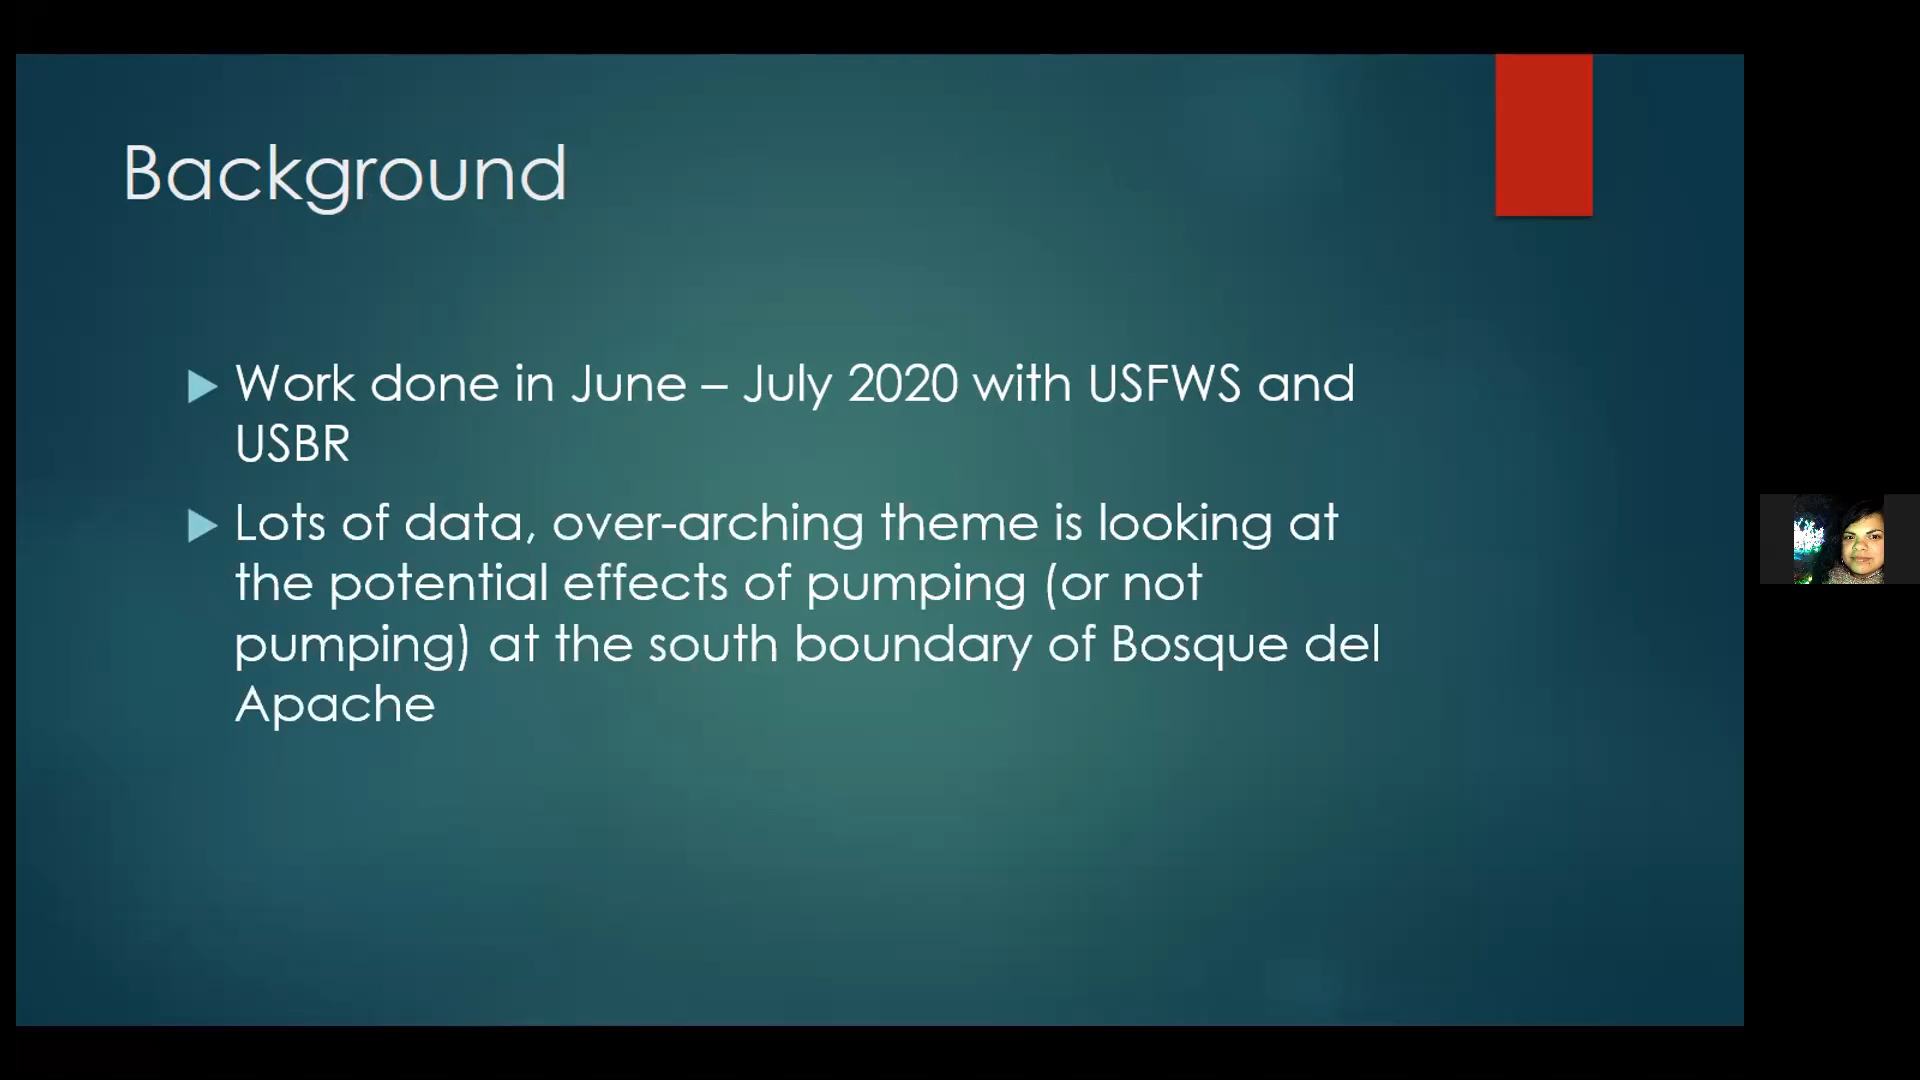 Background
Work done in June – July 2020 with USFWS and
USBR
Lots of data, over-arching theme is looking at
the potential effects of pumping (or not
pumping) at the south boundary of Bosque del
Apache